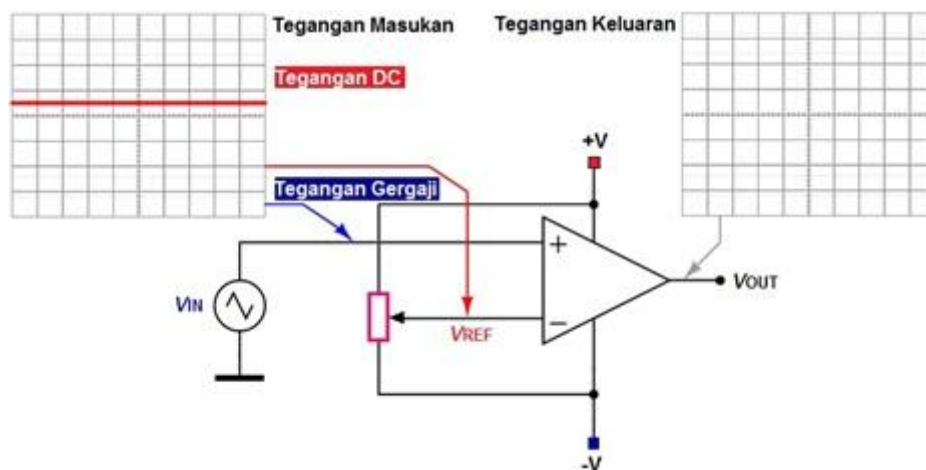 Tegangan Masukan
Tegangan Keluaran
Tegangan DC
+V
Tegangan Gergaji
+
VIN
VOUT
−
VREF
-V